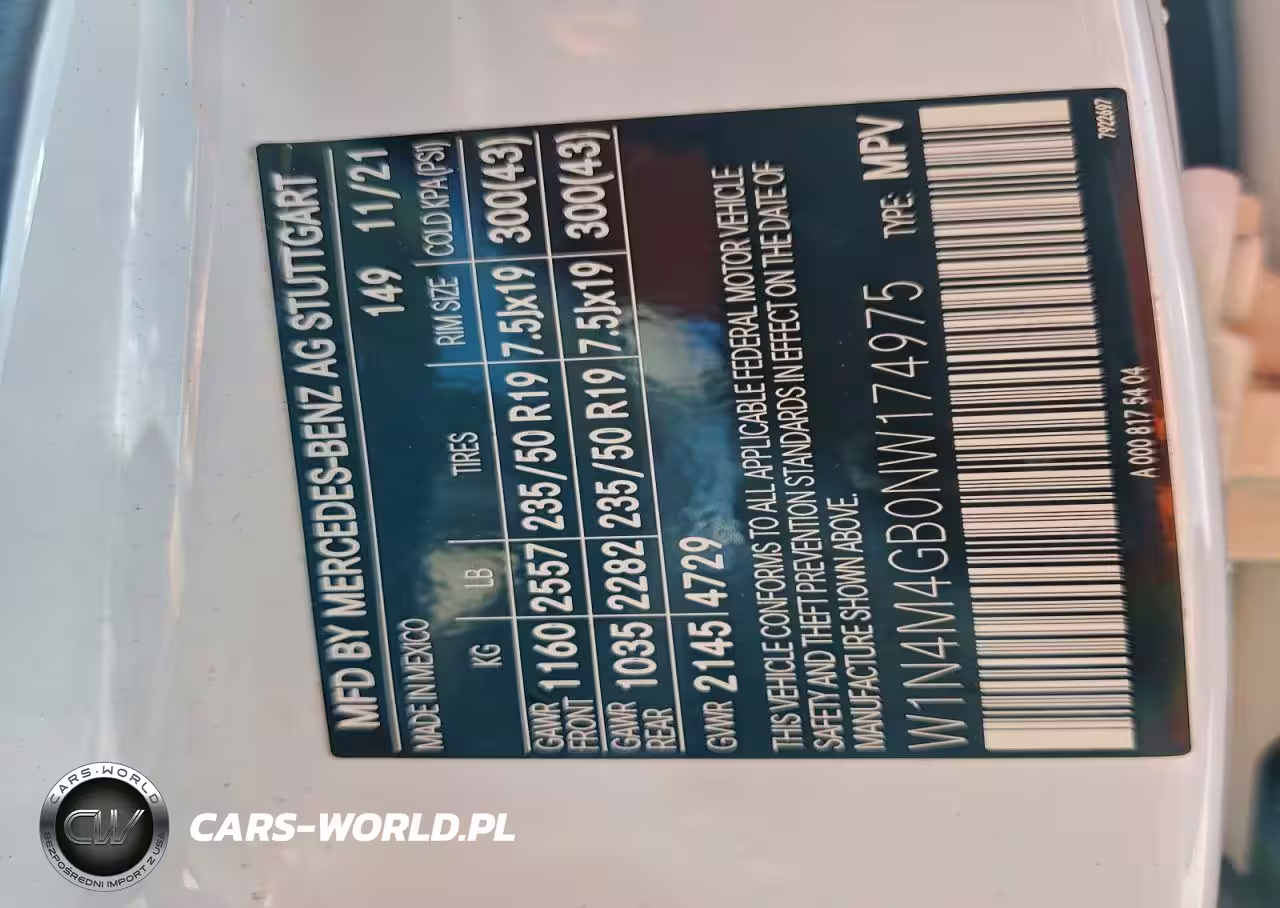 MFD BY MERCEDES-BENZ AG STUTTGART
MADE IN MEXICO 149 11/21
KG LB TIRES RIM SIZE COLD KPA(PSI)
GAWR FRONT 1160 2557 235/50 R19 7.5Jx19 300(43)
GAWR REAR 1035 2282 235/50 R19 7.5Jx19 300(43)
GVWR 2145 4729
THIS VEHICLE CONFORMS TO ALL APPLICABLE FEDERAL MOTOR VEHICLE
SAFETY AND THEFT PREVENTION STANDARDS IN EFFECT ON THE DATE OF
MANUFACTURE SHOWN ABOVE.
W1N4M4GB0NW174975 TYPE: MPV
A 000 817 54 04 7922697
CARS-WORLD
CW
BEZPOŚREDNI IMPORT Z USA
CARS-WORLD.PL